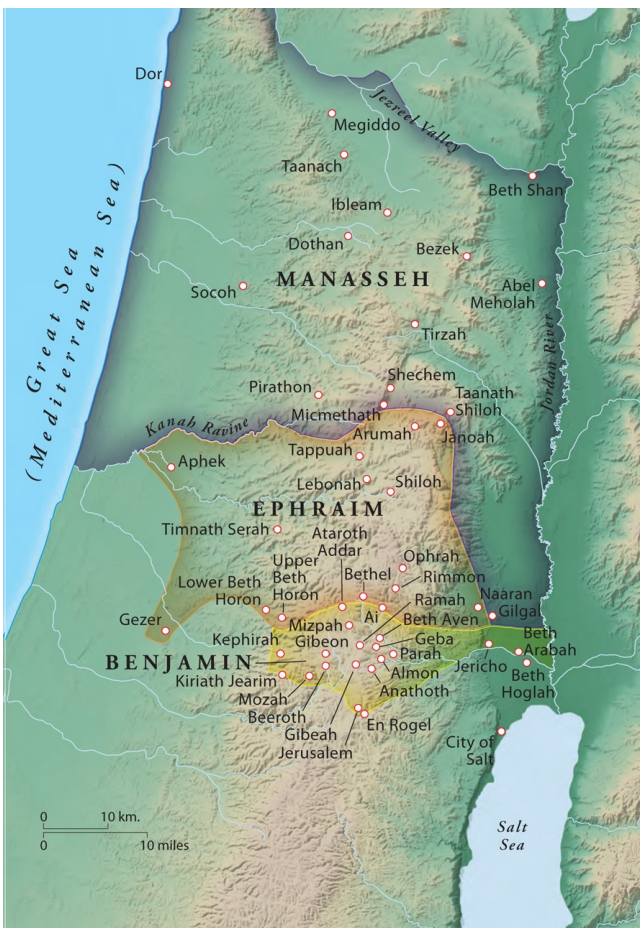 Dor
Megiddo
Jezreel Valley
Taanach
Beth Shan
Ibleam
Dothan
Bezek
MANASSEH
Great Sea
(Mediterranean Sea)
Socoh
Abel
Meholah
Tirzah
Jordan River
Shechem
Pirathon
Taanath
Shiloh
Micmethath
Kanah Ravine
Arumah
Janoah
Tappuah
Aphek
Lebonah
Shiloh
EPHRAIM
Timnath Serah
Ataroth
Addar
Ophrah
Upper
Beth
Horon
Bethel
Rimmon
Lower Beth
Horon
Ramah
Naaran
Gilgal
Ai
Beth Aven
Gezer
Mizpah
Kephirah
Gibeon
Geba
Beth
Arabah
Parah
BENJAMIN
Jericho
Almon
Kiriath Jearim
Beth
Hoglah
Anathoth
Mozah
Beeroth
En Rogel
Gibeah
Jerusalem
City of
Salt
0 10 km.
0 10 miles
Salt
Sea